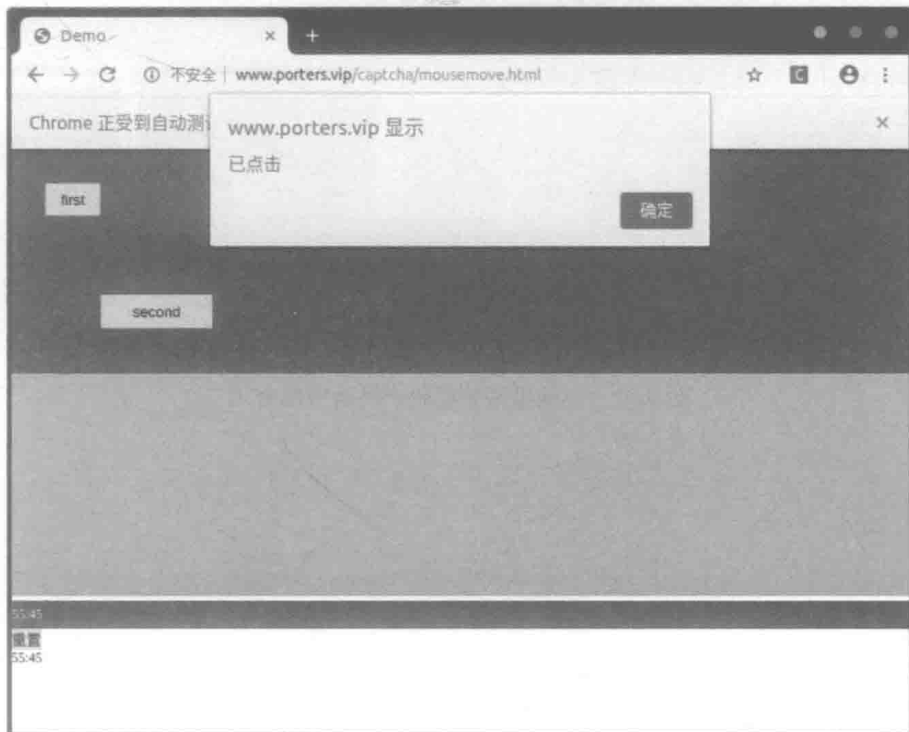 Demo
不安全 | www.porters.vip/captcha/mousemove.html
Chrome 正受到自动测
www.porters.vip 显示
已点击
确定
first
second
55:45
重置
55:45